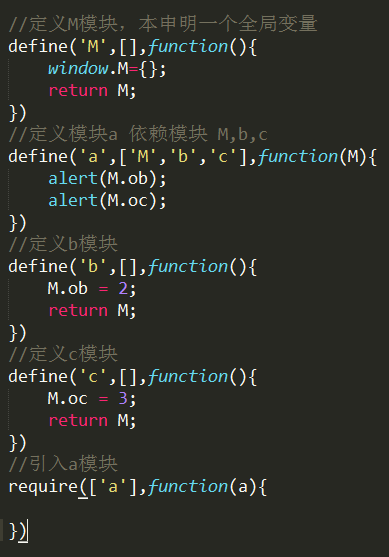 //定义M模块，本申明一个全局变量
define('M',[],function(){
    window.M={};
    return M;
})
//定义模块a 依赖模块 M,b,c
define('a',['M','b','c'],function(M){
    alert(M.ob);
    alert(M.oc);
})
//定义b模块
define('b',[],function(){
    M.ob = 2;
    return M;
})
//定义c模块
define('c',[],function(){
    M.oc = 3;
    return M;
})
//引入a模块
require(['a'],function(a){

})